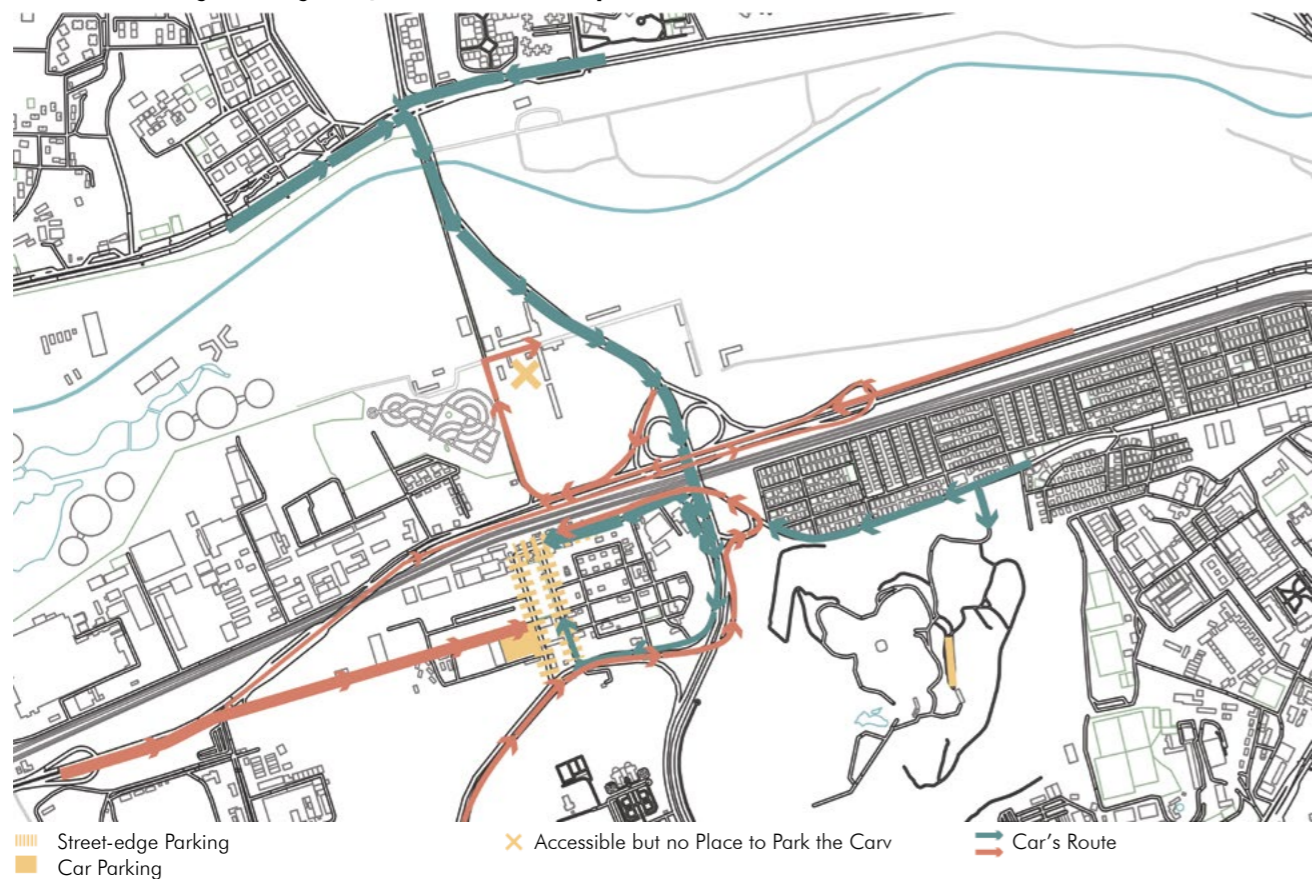 Street-edge Parking
Car Parking
Accessible but no Place to Park the Carv
Car's Route